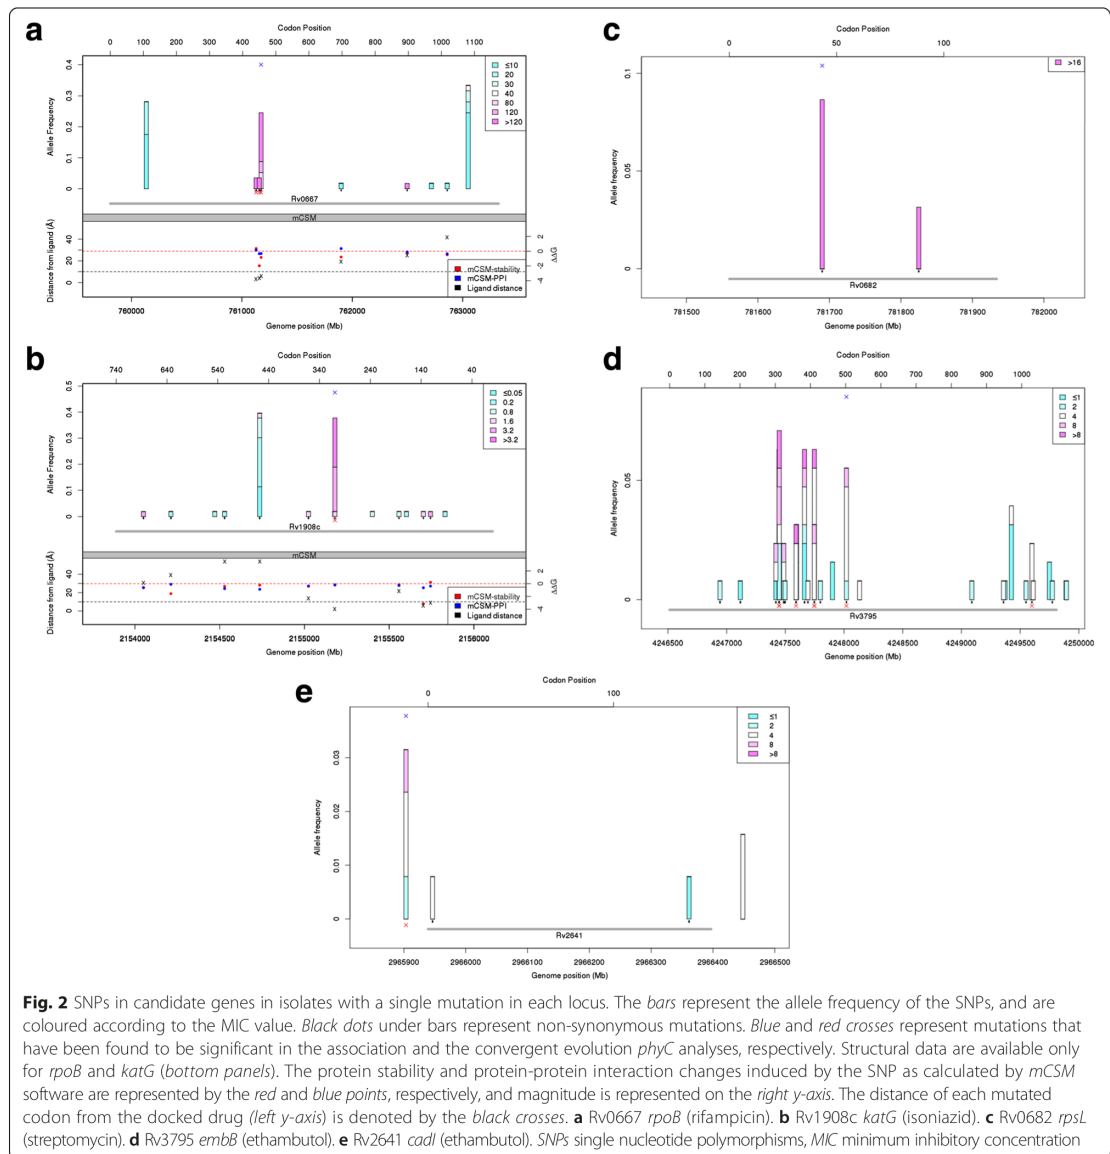 a
Codon Position
0 100 200 300 400 500 600 700 800 900 1000 1100
Allele Frequency
0.4
0.3
0.2
0.1
0
≤10
20
30
40
80
120
>120
Rv0667
mCSM
Distance from ligand (Å)
40
20
0
2
0
-2
-4
ΔΔG
mCSM-stability
mCSM-PPI
Ligand distance
760000 761000 762000 763000
Genome position (Mb)
b
Codon Position
740 640 540 440 340 240 140 40
Allele frequency
0.5
0.4
0.3
0.2
0.1
0
≤0.05
0.2
0.8
1.6
3.2
>3.2
Rv1908c
mCSM
Distance from ligand (Å)
40
20
0
2
0
-4
ΔΔG
mCSM-stability
mCSM-PPI
Ligand distance
2154000 2154500 2155000 2155500 2156000
Genome position (Mb)
c
Codon Position
0 50 100
Allele frequency
0.1
0.05
0
>16
Rv0682
781500 781600 781700 781800 781900 782000
Genome position (Mb)
d
Codon Position
0 100 200 300 400 500 600 700 800 900 1000
Allele frequency
0.05
0
≤1
2
4
8
>8
Rv3795
4246500 4247000 4247500 4248000 4248500 4249000 4249500 4250000
Genome position (Mb)
e
Codon Position
0 100
Allele frequency
0.03
0.02
0.01
0
≤1
2
4
8
>8
Rv2641
2965900 2966000 2966100 2966200 2966300 2966400 2966500
Genome position (Mb)
Fig. 2 SNPs in candidate genes in isolates with a single mutation in each locus. The bars represent the allele frequency of the SNPs, and are
coloured according to the MIC value. Black dots under bars represent non-synonymous mutations. Blue and red crosses represent mutations that
have been found to be significant in the association and the convergent evolution phyC analyses, respectively. Structural data are available only
for rpoB and katG (bottom panels). The protein stability and protein-protein interaction changes induced by the SNP as calculated by mCSM
software are represented by the red and blue points, respectively, and magnitude is represented on the right y-axis. The distance of each mutated
codon from the docked drug (left y-axis) is denoted by the black crosses. a Rv0667 rpoB (rifampicin). b Rv1908c katG (isoniazid). c Rv0682 rpsL
(streptomycin). d Rv3795 embB (ethambutol). e Rv2641 cadI (ethambutol). SNPs single nucleotide polymorphisms, MIC minimum inhibitory concentration